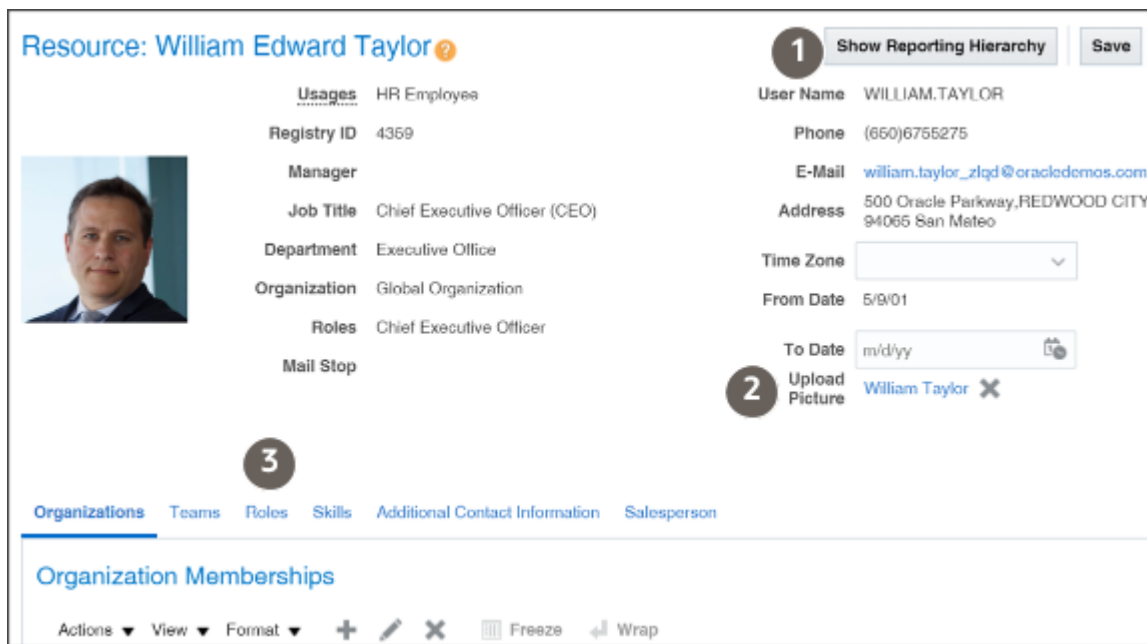 Resource: William Edward Taylor ?
1 Show Reporting Hierarchy Save
Usages HR Employee
User Name WILLIAM.TAYLOR
Registry ID 4359
Phone (650)6755275
Manager
E-Mail william.taylor_zlqd@oracledemos.com
Job Title Chief Executive Officer (CEO)
Address 500 Oracle Parkway,REDWOOD CITY
94065 San Mateo
Department Executive Office
Time Zone
Organization Global Organization
From Date 5/9/01
Roles Chief Executive Officer
To Date m/d/yy
Mail Stop
2 Upload Picture William Taylor
3
Organizations Teams Roles Skills Additional Contact Information Salesperson
Organization Memberships
Actions View Format Freeze Wrap